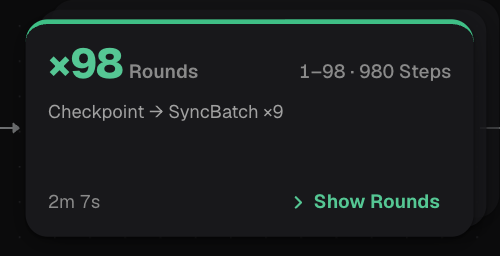 ×98 Rounds 1–98 · 980 Steps
Checkpoint → SyncBatch ×9
2m 7s > Show Rounds